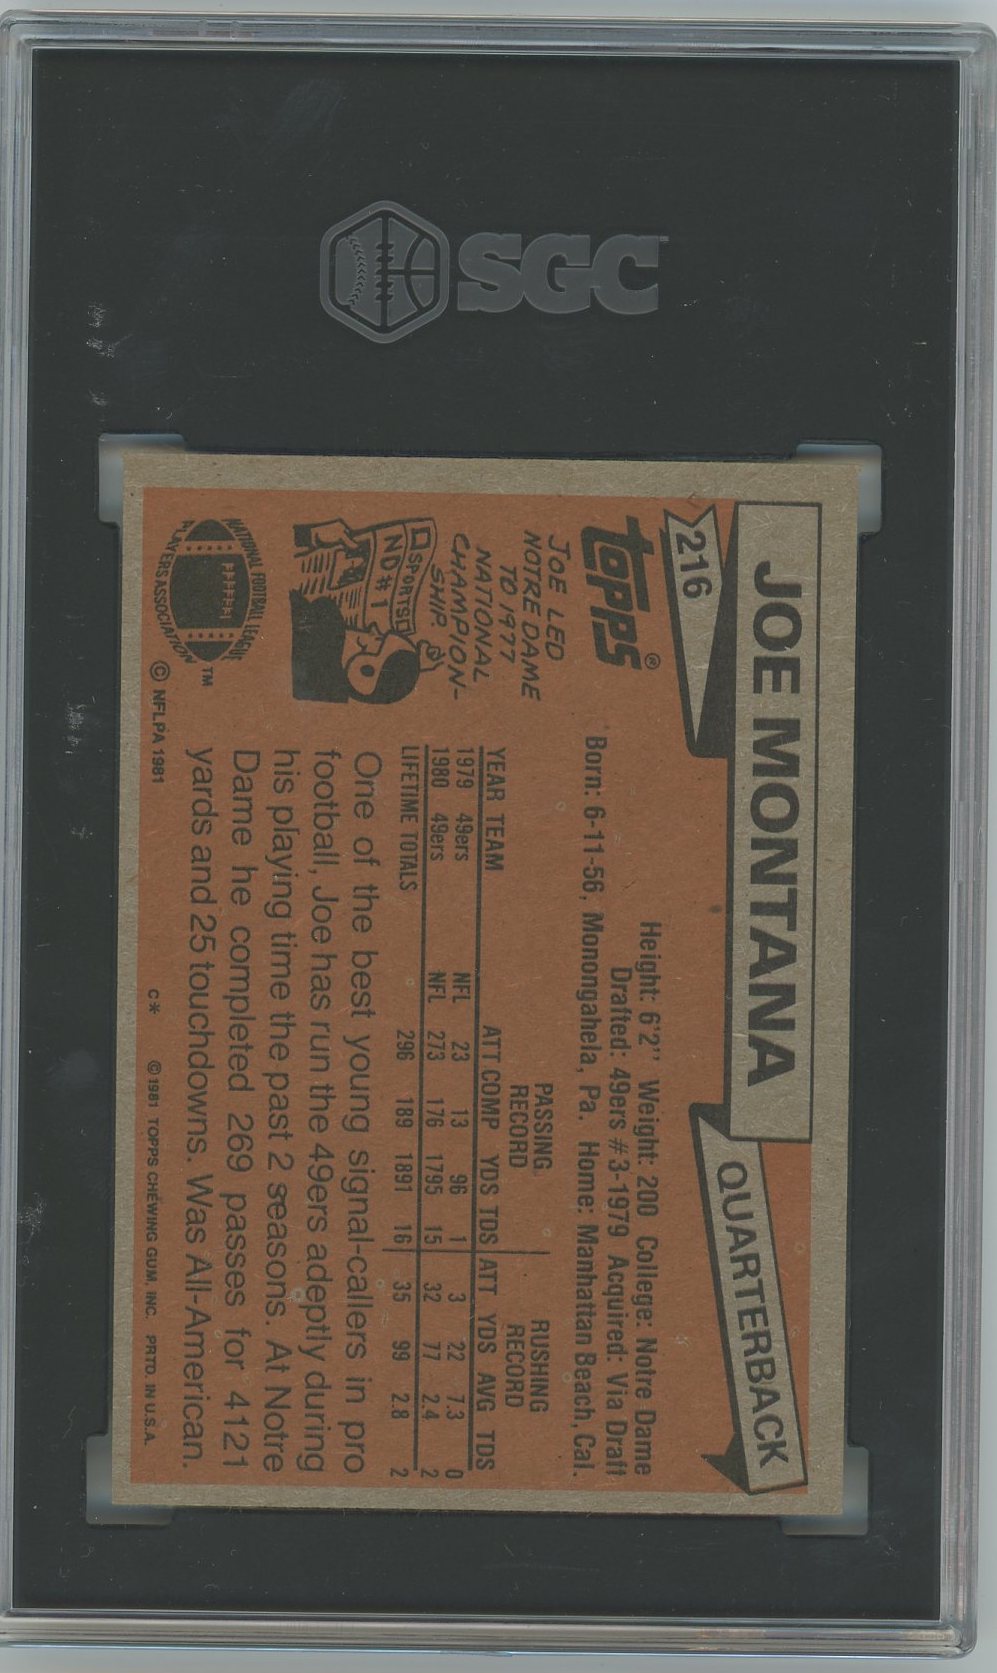 SGC
JOE MONTANA
QUARTERBACK
216
topps®
Height: 6'2" Weight: 200 College: Notre Dame
Drafted: 49ers #3-1979 Acquired: Via Draft
Born: 6-11-56, Monongahela, Pa. Home: Manhattan Beach, Cal.
JOE LED
NOTRE DAME
TO 1977
NATIONAL
CHAMPION-
SHIP
SPORTS
ND #1
PASSING RUSHING
RECORD RECORD
YEAR TEAM ATT COMP YDS TDS ATT YDS AVG TDS
1979 49ers NFL 23 13 96 1 3 22 7.3 0
1980 49ers NFL 273 176 1795 15 32 77 2.4 2
LIFETIME TOTALS 296 189 1891 16 35 99 2.8 2
One of the best young signal-callers in pro
football, Joe has run the 49ers adeptly during
his playing time the past 2 seasons. At Notre
Dame he completed 269 passes for 4121
yards and 25 touchdowns. Was All-American.
NATIONAL FOOTBALL LEAGUE
PLAYERS ASSOCIATION
TM
© NFLPA 1981
C* © 1981 TOPPS CHEWING GUM, INC. PRTD. IN U.S.A.